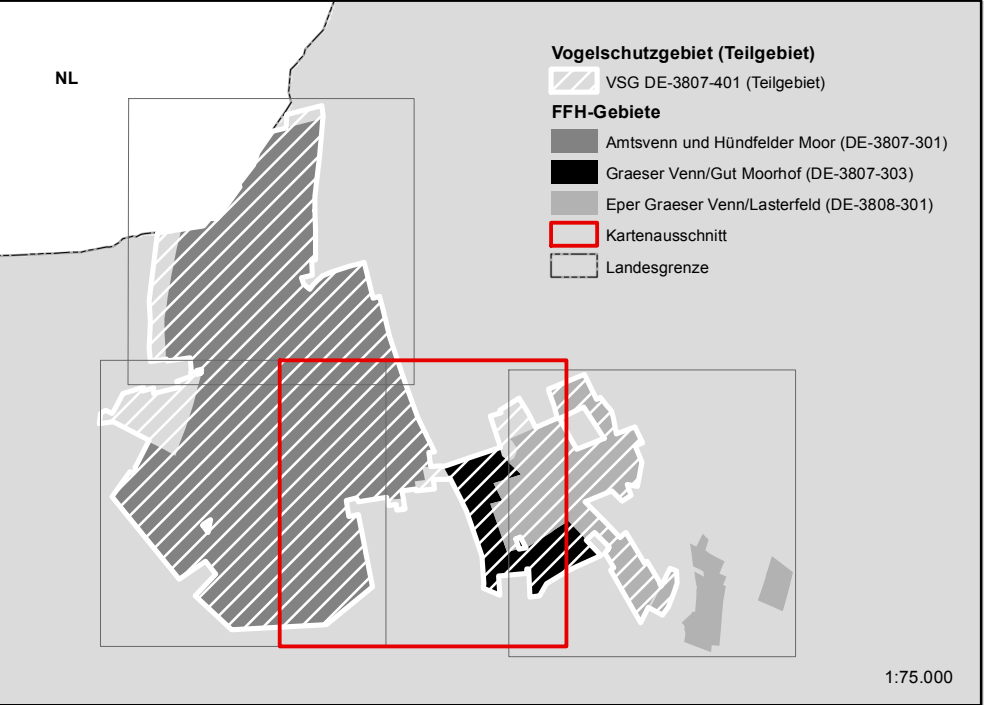 NL
Vogelschutzgebiet (Teilgebiet)
VSG DE-3807-401 (Teilgebiet)
FFH-Gebiete
Amtsvenn und Hündfelder Moor (DE-3807-301)
Graeser Venn/Gut Moorhof (DE-3807-303)
Eper Graeser Venn/Lasterfeld (DE-3808-301)
Kartenausschnitt
Landesgrenze
1:75.000